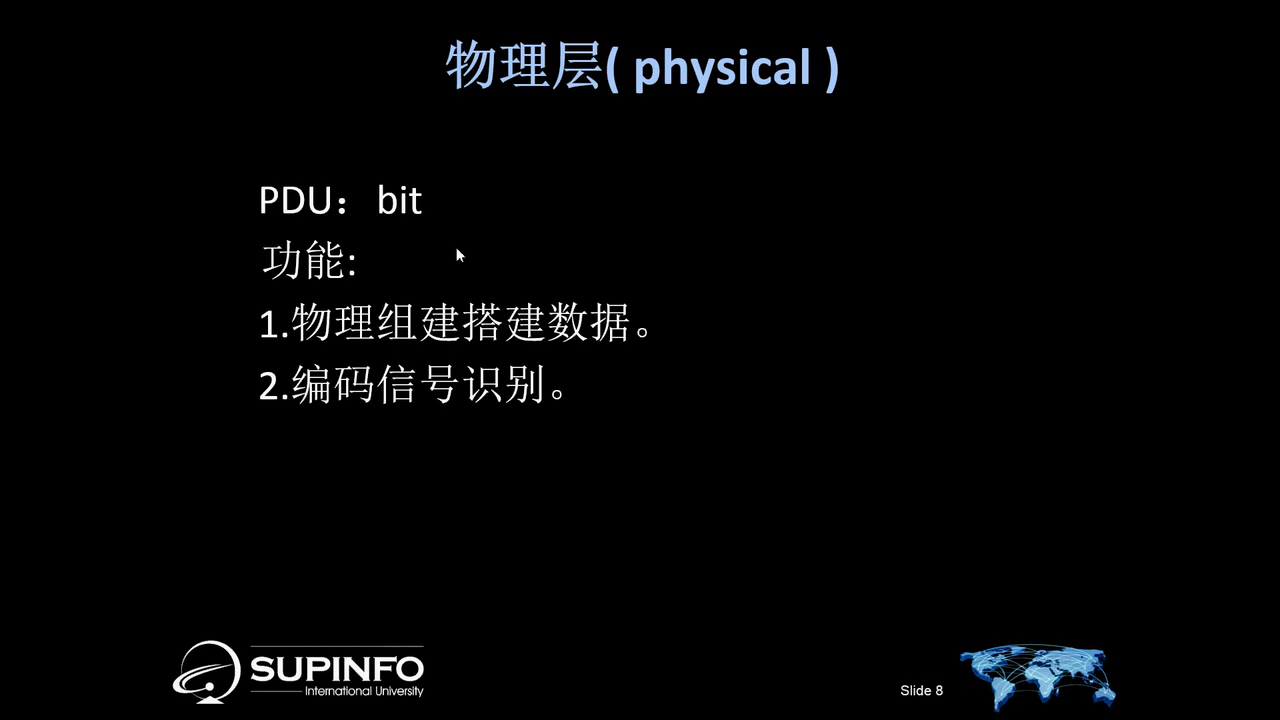 物理层( physical )
PDU：bit
功能:
1.物理组建搭建数据。
2.编码信号识别。
SUPINFO
International University
Slide 8